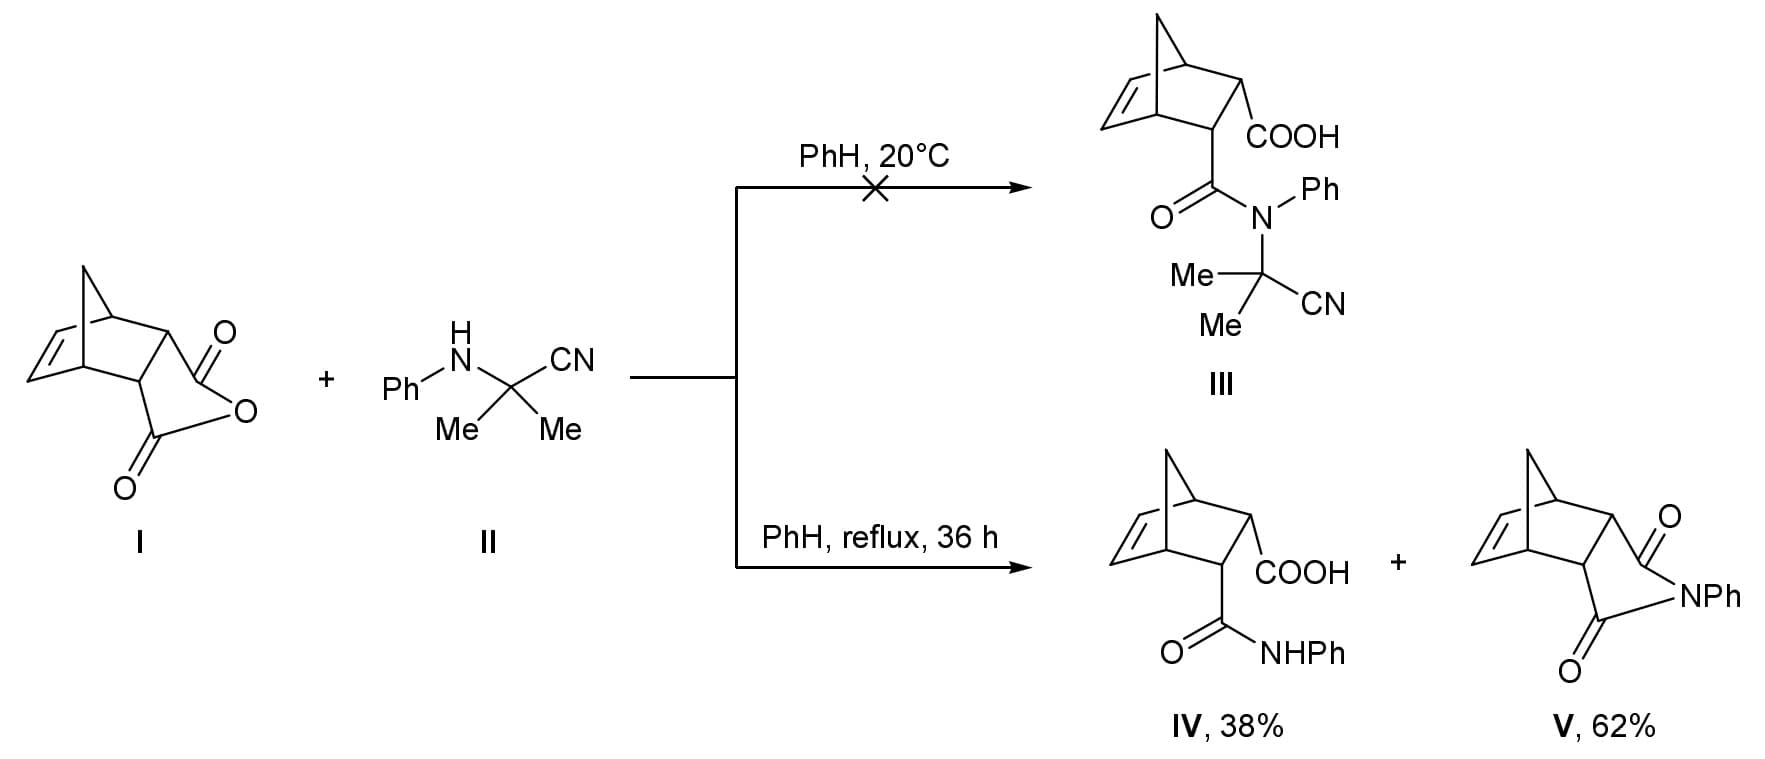 PhH, 20°C
COOH
O
N
Ph
Me
CN
Me
III
O
O
O
I
+
H
N
Ph
CN
Me
Me
II
PhH, reflux, 36 h
COOH
O
NHPh
IV, 38%
+
O
NPh
O
V, 62%